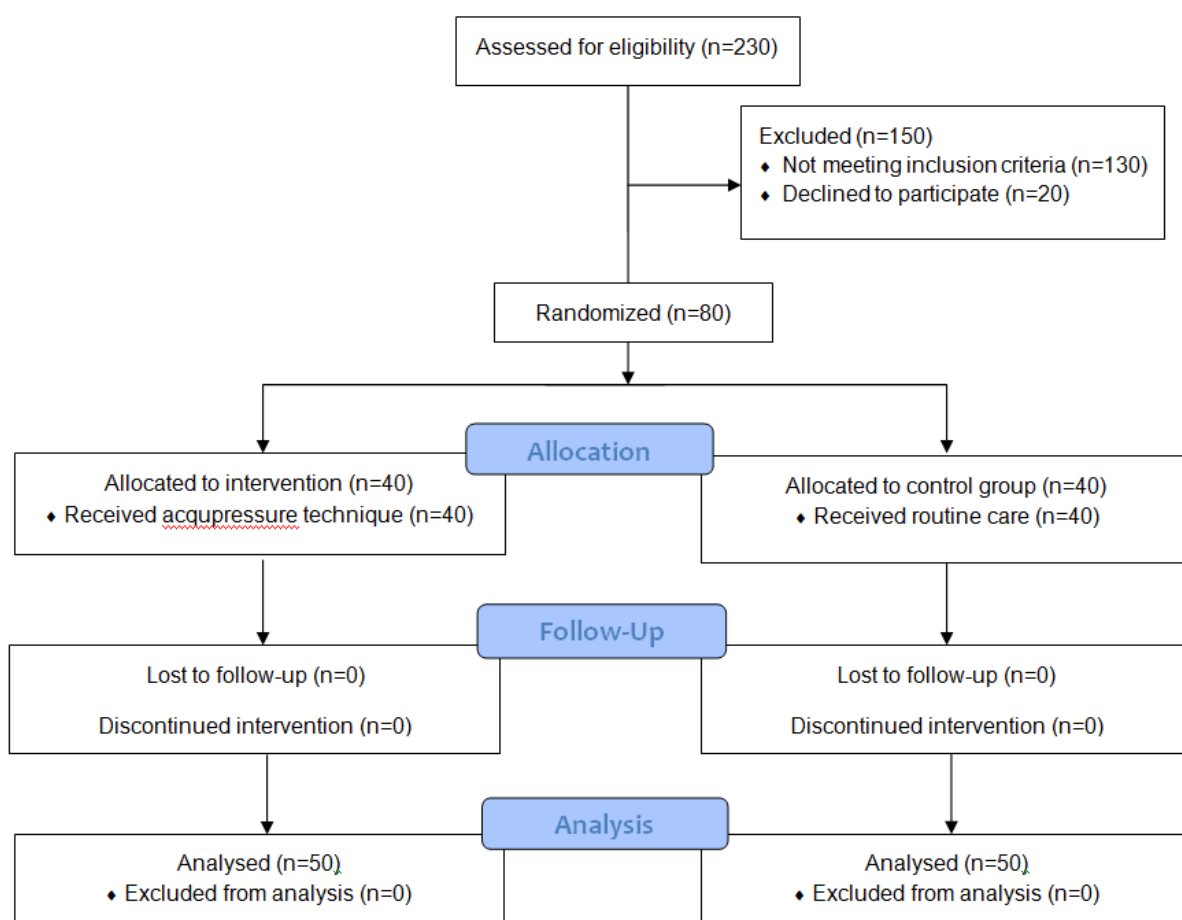 Assessed for eligibility (n=230)
Excluded (n=150)
♦ Not meeting inclusion criteria (n=130)
♦ Declined to participate (n=20)
Randomized (n=80)
Allocation
Allocated to intervention (n=40)
♦ Received acqupressure technique (n=40)
Allocated to control group (n=40)
♦ Received routine care (n=40)
Follow-Up
Lost to follow-up (n=0)
Discontinued intervention (n=0)
Lost to follow-up (n=0)
Discontinued intervention (n=0)
Analysis
Analysed (n=50)
♦ Excluded from analysis (n=0)
Analysed (n=50)
♦ Excluded from analysis (n=0)